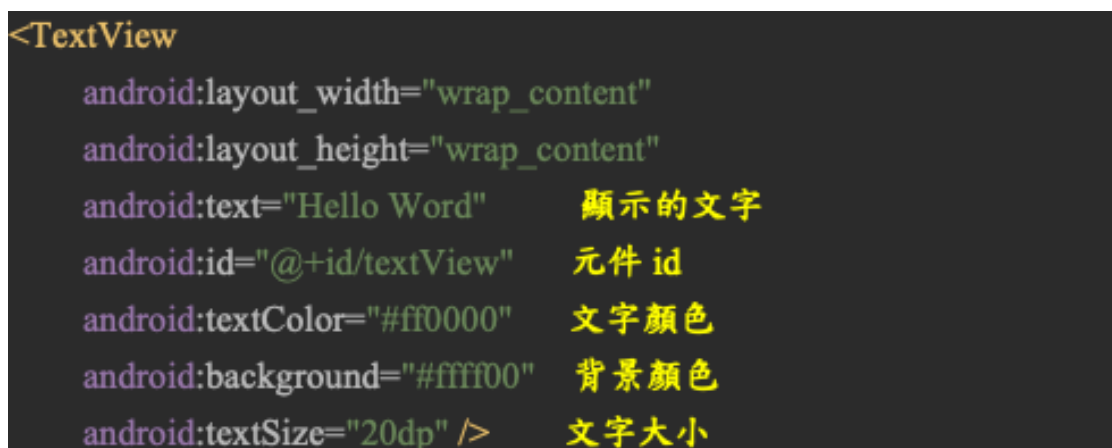 <TextView
android:layout_width="wrap_content"
android:layout_height="wrap_content"
android:text="Hello Word" 顯示的文字
android:id="@+id/textView" 元件 id
android:textColor="#ff0000" 文字顏色
android:background="#ffff00" 背景顏色
android:textSize="20dp" /> 文字大小